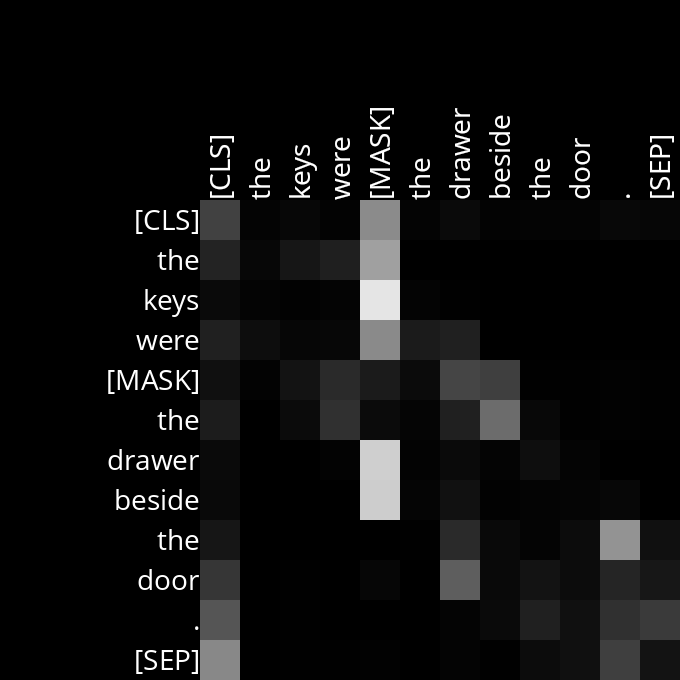 [CLS] the keys were [MASK] the drawer beside the door . [SEP]
[CLS]
the
keys
were
[MASK]
the
drawer
beside
the
door
.
[SEP]